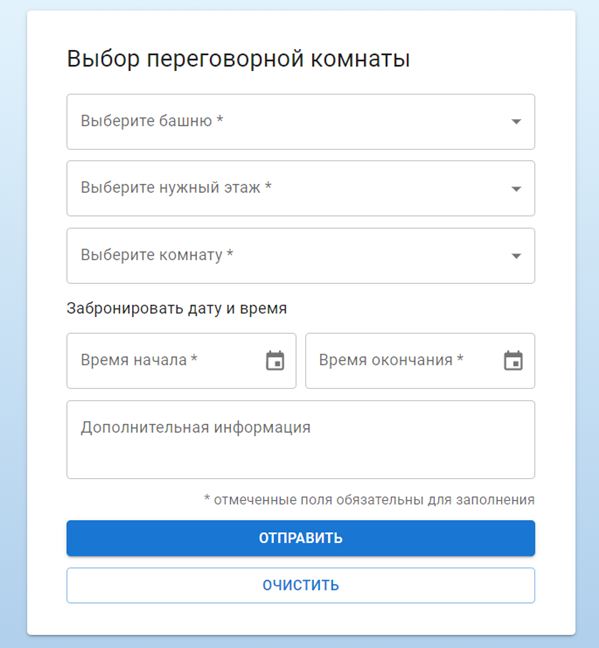 Выбор переговорной комнаты
Выберите башню *
Выберите нужный этаж *
Выберите комнату *
Забронировать дату и время
Время начала * Время окончания *
Дополнительная информация
* отмеченные поля обязательны для заполнения
ОТПРАВИТЬ
ОЧИСТИТЬ